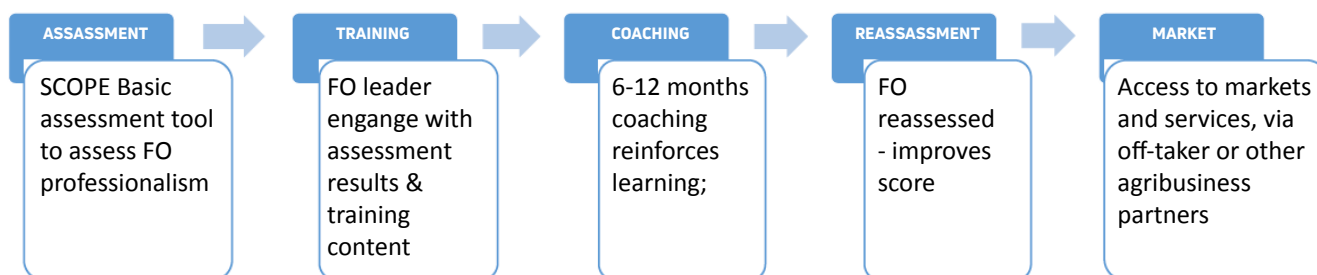 ASSASSMENT
SCOPE Basic
assessment tool
to assess FO
professionalism
TRAINING
FO leader
engange with
assessment
results &
training
content
COACHING
6-12 months
coaching
reinforces
learning;
REASSASSMENT
FO
reassessed
- improves
score
MARKET
Access to markets
and services, via
off-taker or other
agribusiness
partners